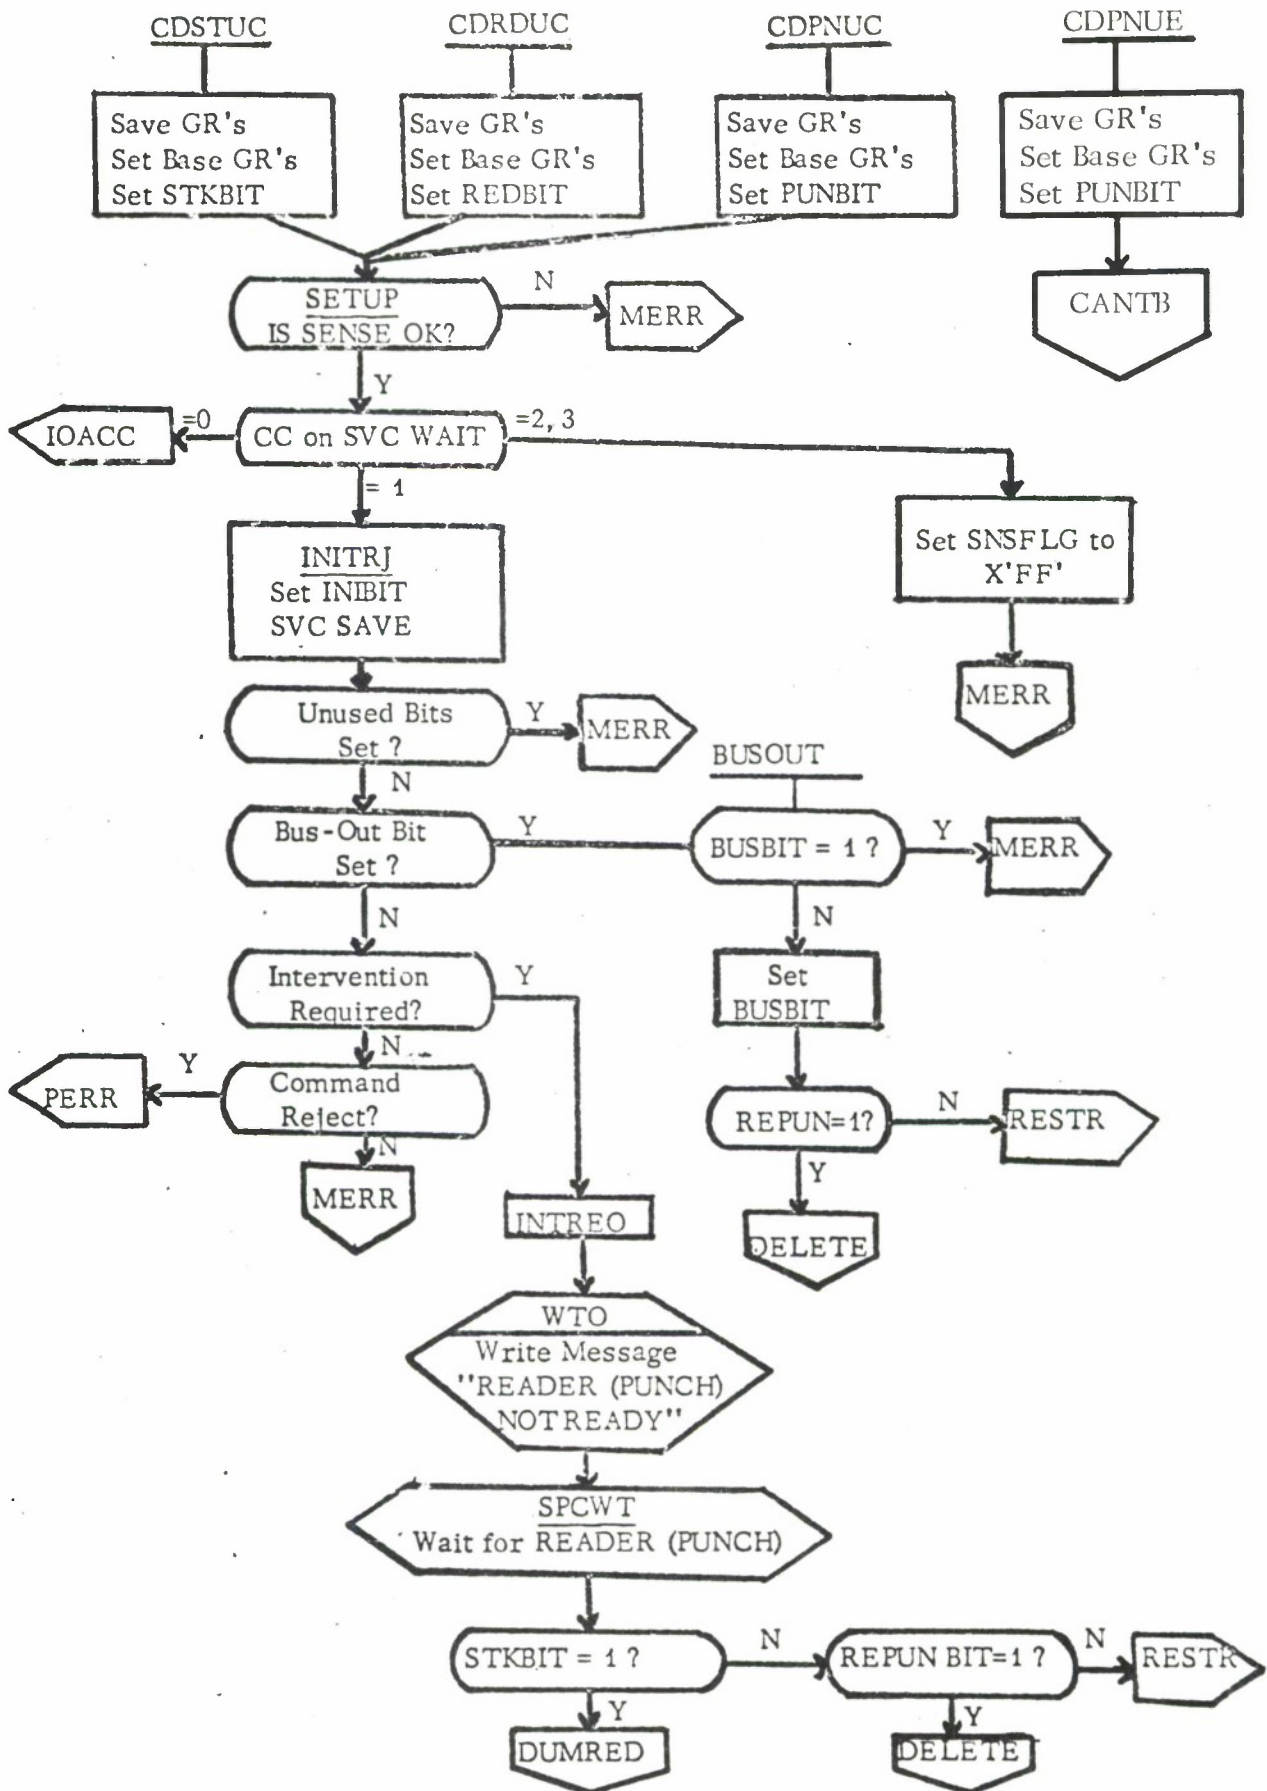 CDSTUC
CDRDUC
CDPNUC
CDPNUE
Save GR's
Set Base GR's
Set STKBIT
Save GR's
Set Base GR's
Set REDBIT
Save GR's
Set Base GR's
Set PUNBIT
Save GR's
Set Base GR's
Set PUNBIT
SETUP
IS SENSE OK?
N
MERR
CANTB
Y
IOACC
=0
CC on SVC WAIT
=2, 3
= 1
INITRJ
Set INIBIT
SVC SAVE
Set SNSFLG to
X'FF'
MERR
Unused Bits
Set ?
Y
MERR
N
BUSOUT
Bus-Out Bit
Set ?
Y
BUSBIT = 1 ?
Y
MERR
N
N
Intervention
Required?
Y
Set
BUSBIT
N
PERR
Y
Command
Reject?
REPUN=1?
N
RESTR
N
MERR
Y
INTREO
DELETE
WTO
Write Message
"READER (PUNCH)
NOT READY"
SPCWT
Wait for READER (PUNCH)
STKBIT = 1 ?
N
REPUN BIT=1 ?
N
RESTR
Y
DUMRED
Y
DELETE